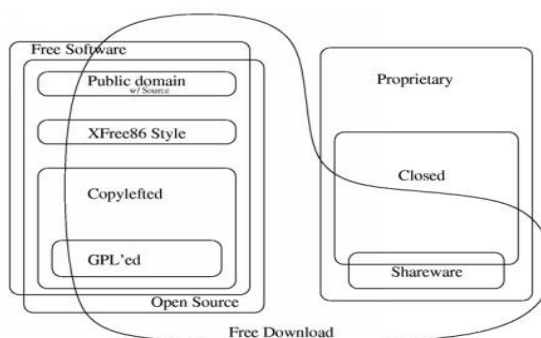 Free Software
Public domain
w/ Source
XFree86 Style
Copylefted
GPL'ed
Open Source
Proprietary
Closed
Shareware
Free Download